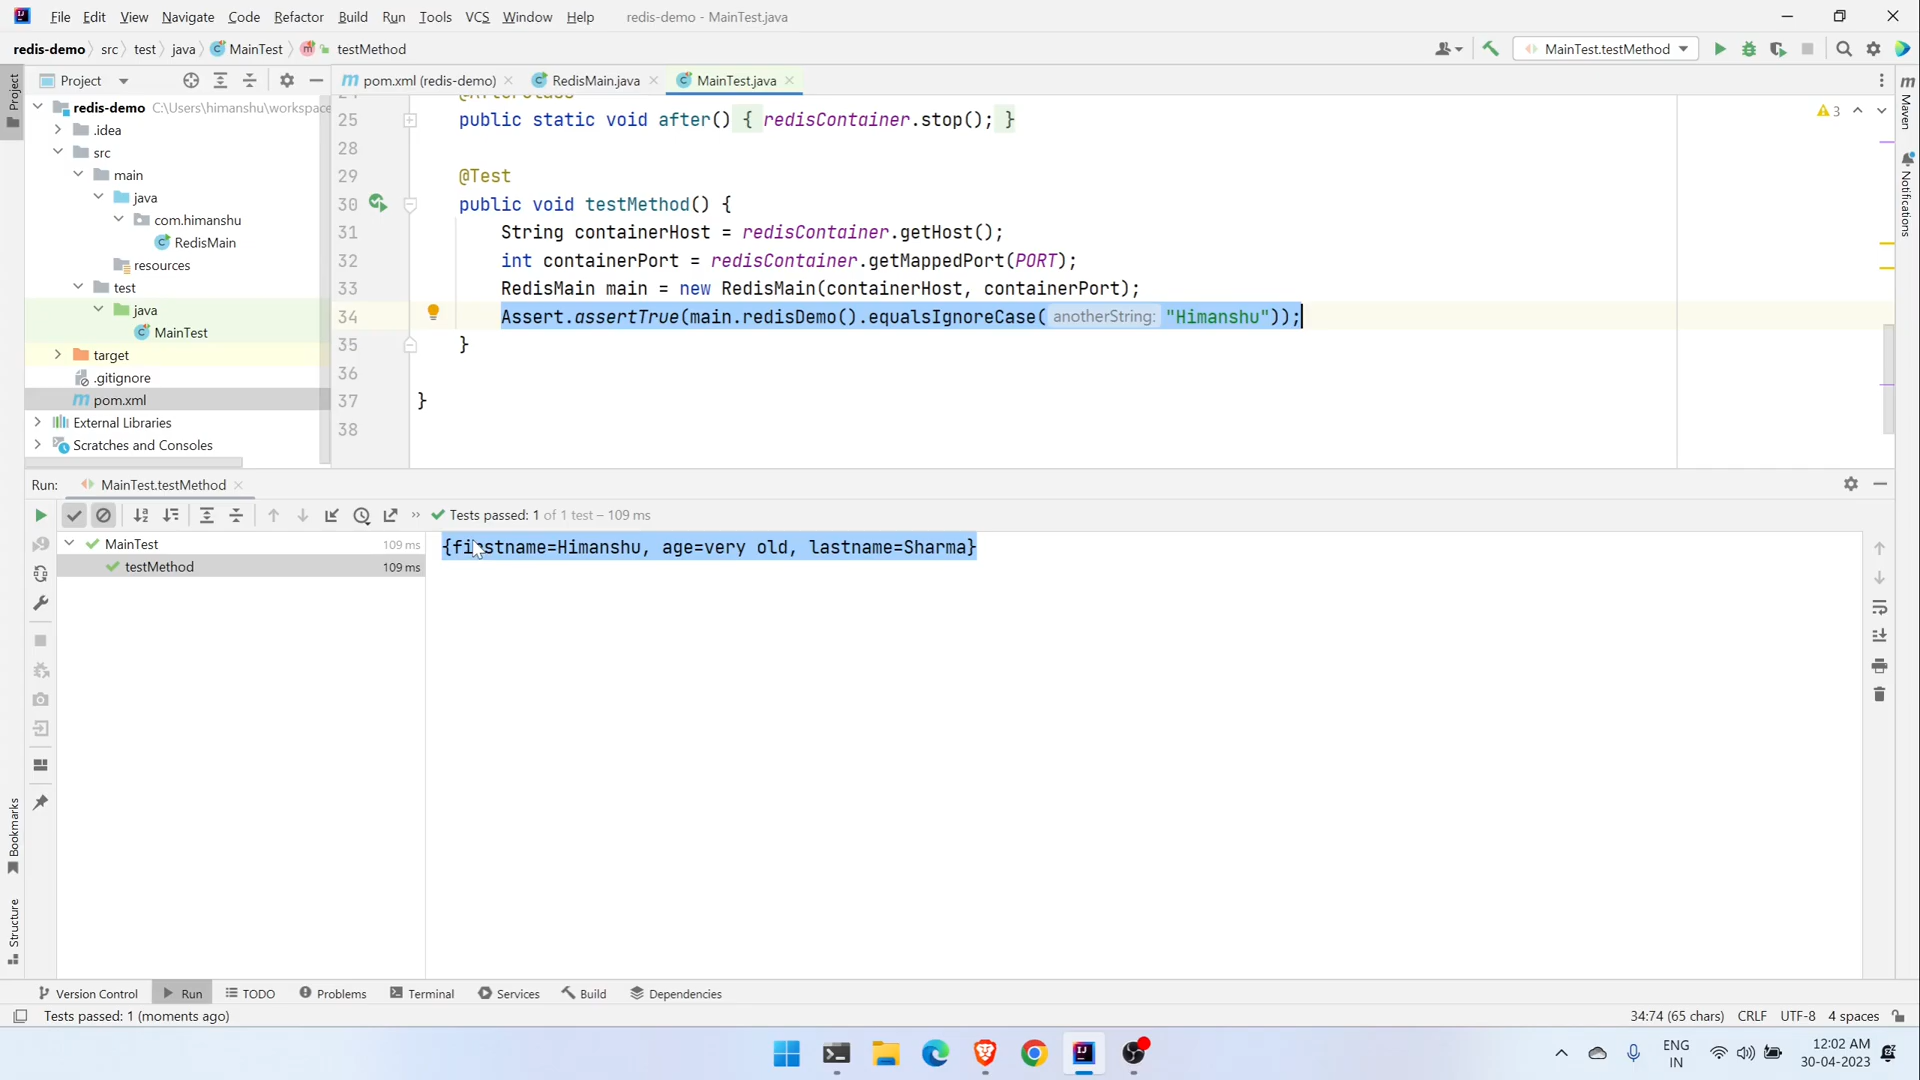 File Edit View Navigate Code Refactor Build Run Tools VCS Window Help redis-demo - MainTest.java
redis-demo src test java MainTest testMethod MainTest.testMethod
Project pom.xml (redis-demo) RedisMain.java MainTest.java
Project
redis-demo C:\Users\himanshu\workspace
.idea
src
main
java
com.himanshu
RedisMain
resources
test
java
MainTest
target
.gitignore
pom.xml
External Libraries
Scratches and Consoles
24 @AfterClass
25 public static void after() { redisContainer.stop(); }
28
29 @Test
30 public void testMethod() {
31 String containerHost = redisContainer.getHost();
32 int containerPort = redisContainer.getMappedPort(PORT);
33 RedisMain main = new RedisMain(containerHost, containerPort);
34 Assert.assertTrue(main.redisDemo().equalsIgnoreCase( anotherString: "Himanshu"));
35 }
36
37 }
38
3
Maven
Notifications
Run: MainTest.testMethod
Tests passed: 1 of 1 test – 109 ms
MainTest 109 ms
testMethod 109 ms
{firstname=Himanshu, age=very old, lastname=Sharma}
Bookmarks
Structure
Version Control Run TODO Problems Terminal Services Build Dependencies
Tests passed: 1 (moments ago) 34:74 (65 chars) CRLF UTF-8 4 spaces
ENG
IN
12:02 AM
30-04-2023